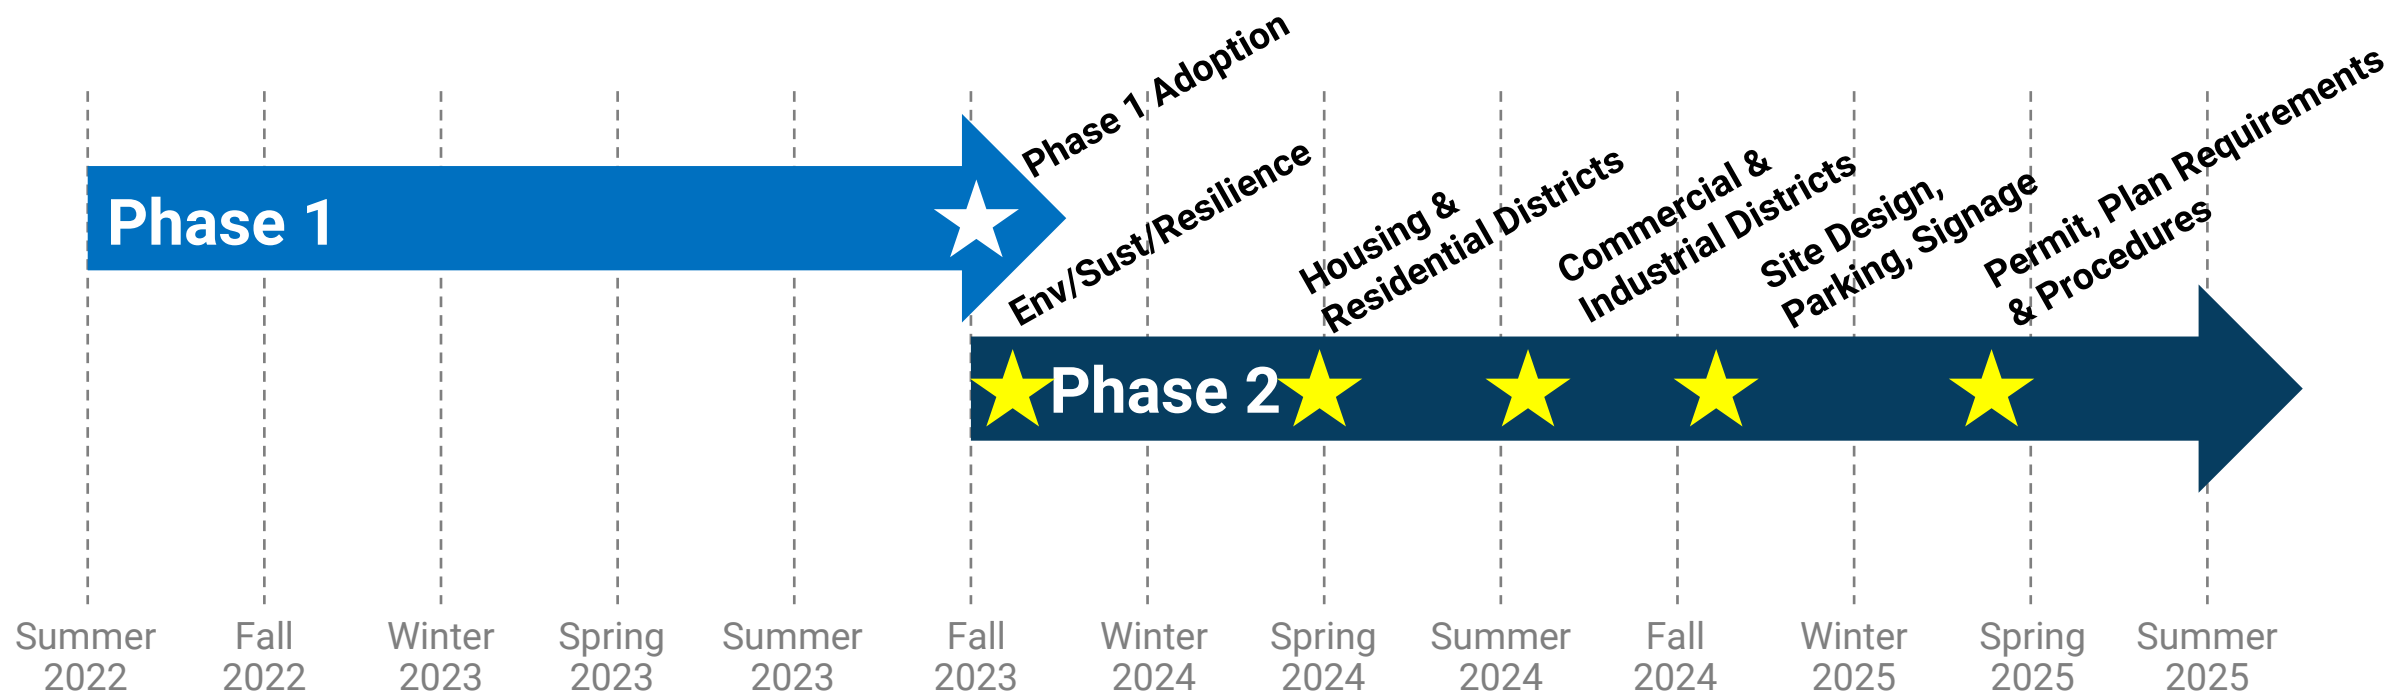 Phase 1
Phase 1 Adoption
Env/Sust/Resilience
Housing &
Residential Districts
Commercial &
Industrial Districts
Site Design,
Parking, Signage
Permit, Plan Requirements
& Procedures
Phase 2
Summer
2022
Fall
2022
Winter
2023
Spring
2023
Summer
2023
Fall
2023
Winter
2024
Spring
2024
Summer
2024
Fall
2024
Winter
2025
Spring
2025
Summer
2025